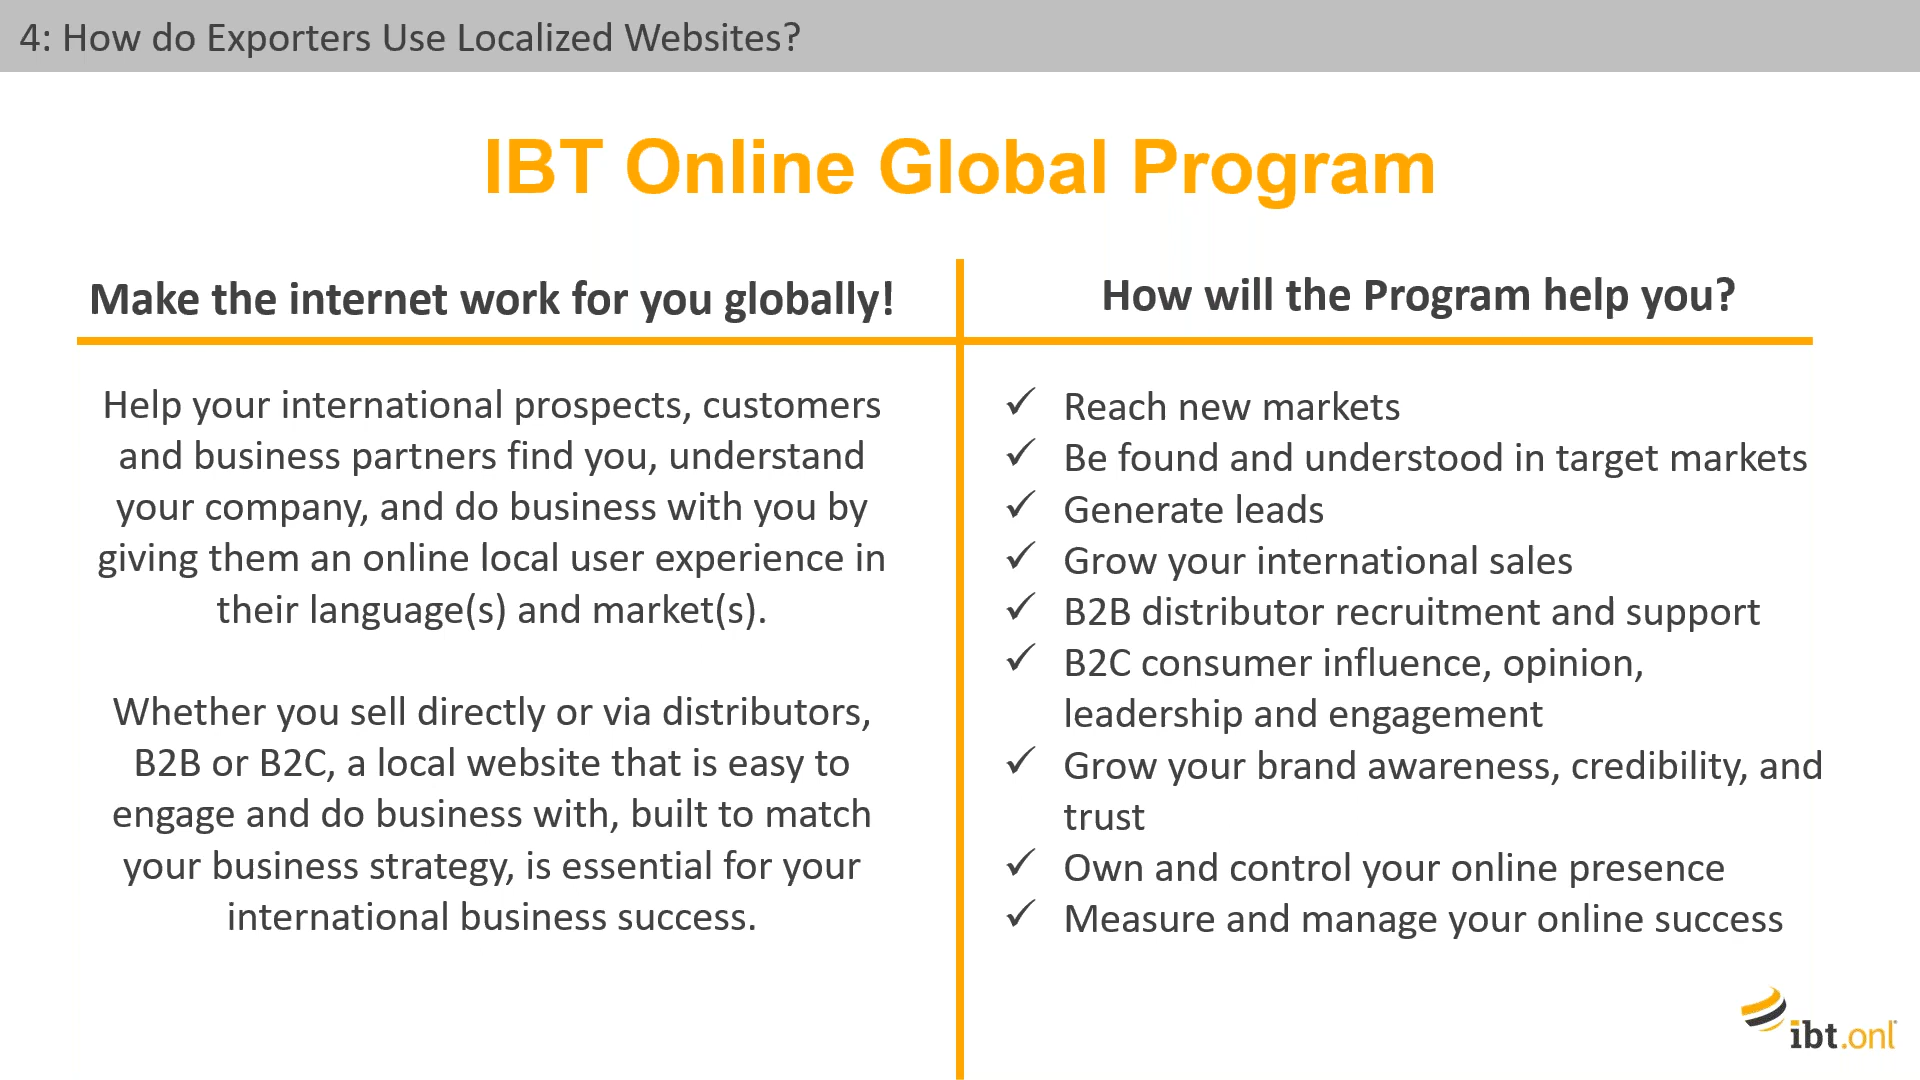 4: How do Exporters Use Localized Websites?
IBT Online Global Program
Make the internet work for you globally!
Help your international prospects, customers
and business partners find you, understand
your company, and do business with you by
giving them an online local user experience in
their language(s) and market(s).
Whether you sell directly or via distributors,
B2B or B2C, a local website that is easy to
engage and do business with, built to match
your business strategy, is essential for your
international business success.
How will the Program help you?
✓ Reach new markets
✓ Be found and understood in target markets
✓ Generate leads
✓ Grow your international sales
✓ B2B distributor recruitment and support
✓ B2C consumer influence, opinion,
leadership and engagement
✓ Grow your brand awareness, credibility, and
trust
✓ Own and control your online presence
✓ Measure and manage your online success
ibt.onl